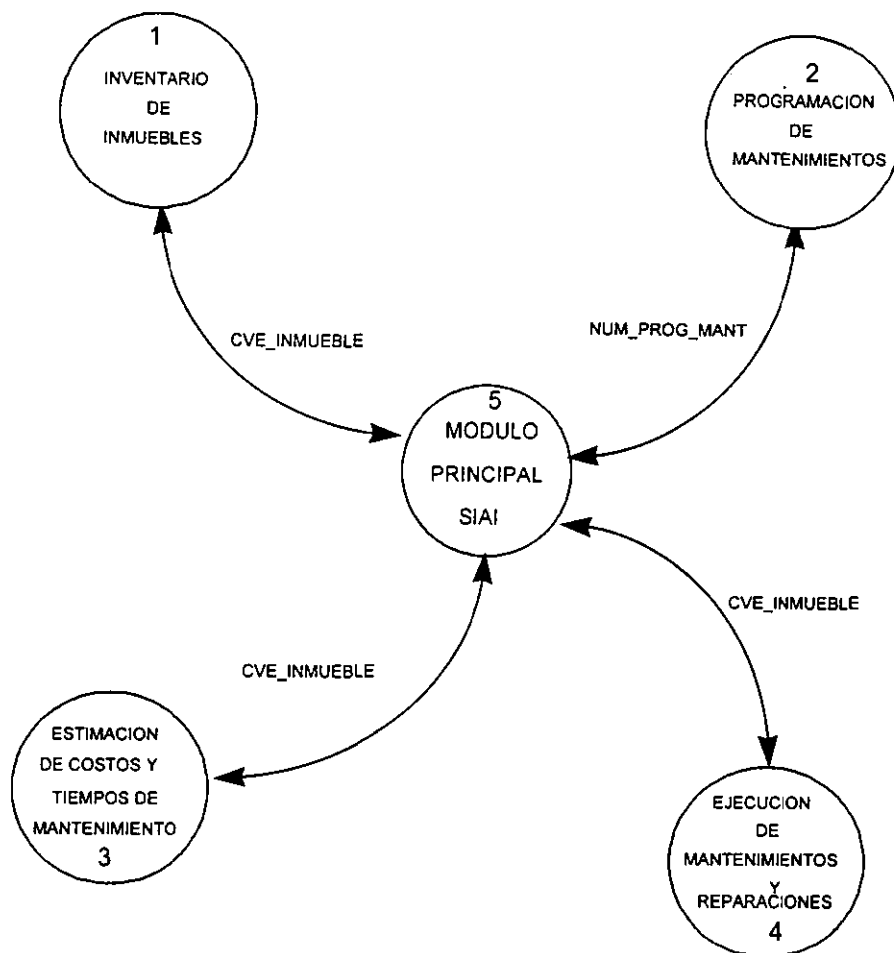 1
INVENTARIO
DE
INMUEBLES
2
PROGRAMACION
DE
MANTENIMIENTOS
CVE_INMUEBLE
NUM_PROG_MANT
5
MODULO
PRINCIPAL
SIAI
CVE_INMUEBLE
CVE_INMUEBLE
ESTIMACION
DE COSTOS Y
TIEMPOS DE
MANTENIMIENTO
3
EJECUCION
DE
MANTENIMIENTOS
Y
REPARACIONES
4